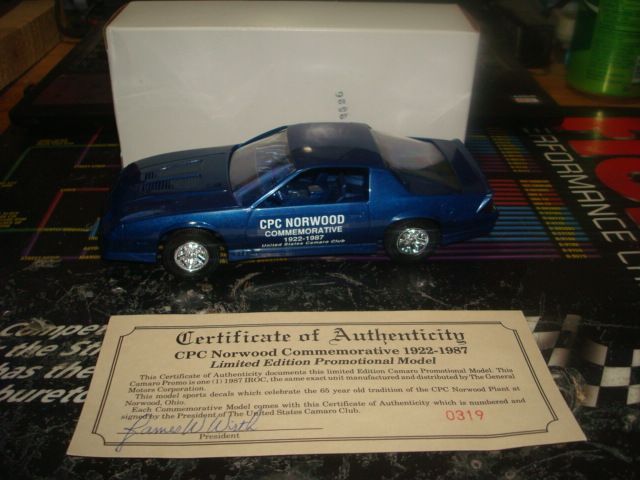 9526
CPC NORWOOD
COMMEMORATIVE
1922-1987
United States Camaro Club
ERFORMANCE
Certificate of Authenticity
CPC Norwood Commemorative 1922-1987
Limited Edition Promotional Model
This Certificate of Authenticity documents this limited Edition Camaro Promotional Model. This
Camaro Promo is one (1) 1987 IROC, the same exact unit manufactured and distributed by The General
Motors Corporation.
This model sports decals which celebrate the 65 year old tradition of the CPC Norwood Plant at
Norwood, Ohio.
Each Commemorative Model comes with this Certificate of Authenticity which is numbered and
signed by the President of The United States Camaro Club.
0319
President